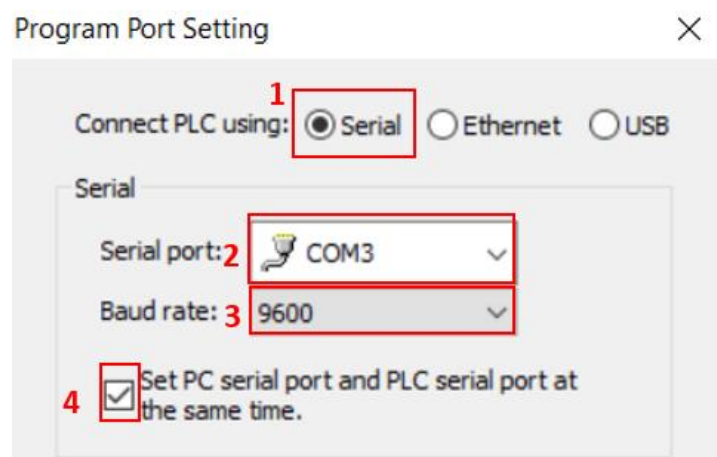 Program Port Setting
1
Connect PLC using: Serial Ethernet USB
Serial
Serial port: 2 COM3
Baud rate: 3 9600
4 Set PC serial port and PLC serial port at
the same time.